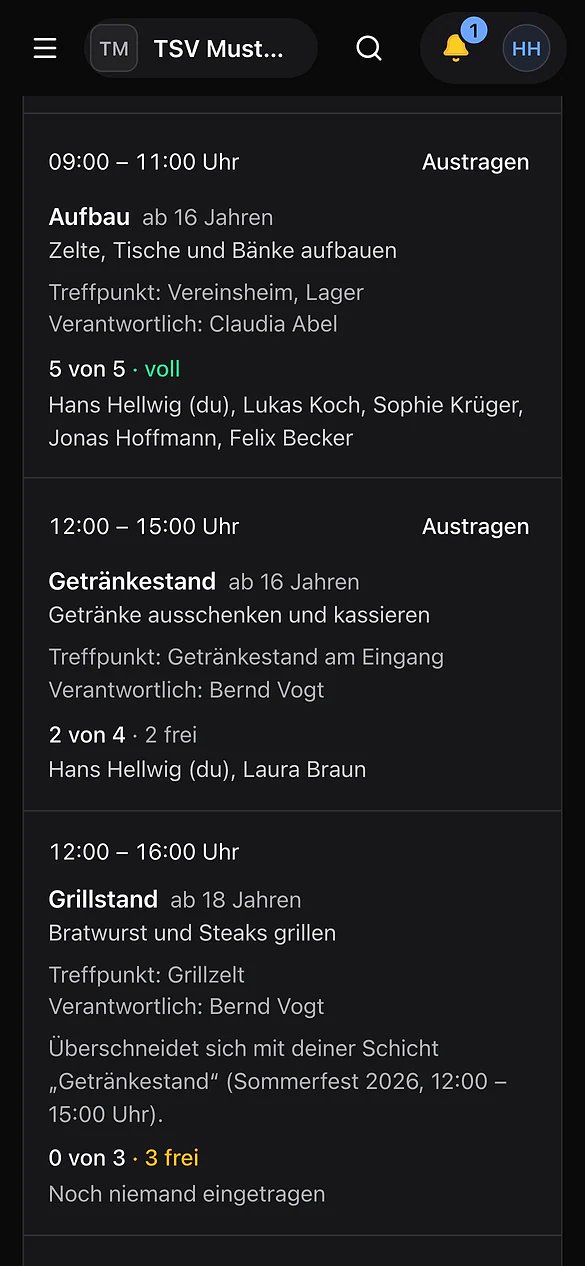 TM TSV Must... 1 HH
09:00 – 11:00 Uhr Austragen
Aufbau ab 16 Jahren
Zelte, Tische und Bänke aufbauen
Treffpunkt: Vereinsheim, Lager
Verantwortlich: Claudia Abel
5 von 5 · voll
Hans Hellwig (du), Lukas Koch, Sophie Krüger,
Jonas Hoffmann, Felix Becker
12:00 – 15:00 Uhr Austragen
Getränkestand ab 16 Jahren
Getränke ausschenken und kassieren
Treffpunkt: Getränkestand am Eingang
Verantwortlich: Bernd Vogt
2 von 4 · 2 frei
Hans Hellwig (du), Laura Braun
12:00 – 16:00 Uhr
Grillstand ab 18 Jahren
Bratwurst und Steaks grillen
Treffpunkt: Grillzelt
Verantwortlich: Bernd Vogt
Überschneidet sich mit deiner Schicht
„Getränkestand“ (Sommerfest 2026, 12:00 –
15:00 Uhr).
0 von 3 · 3 frei
Noch niemand eingetragen